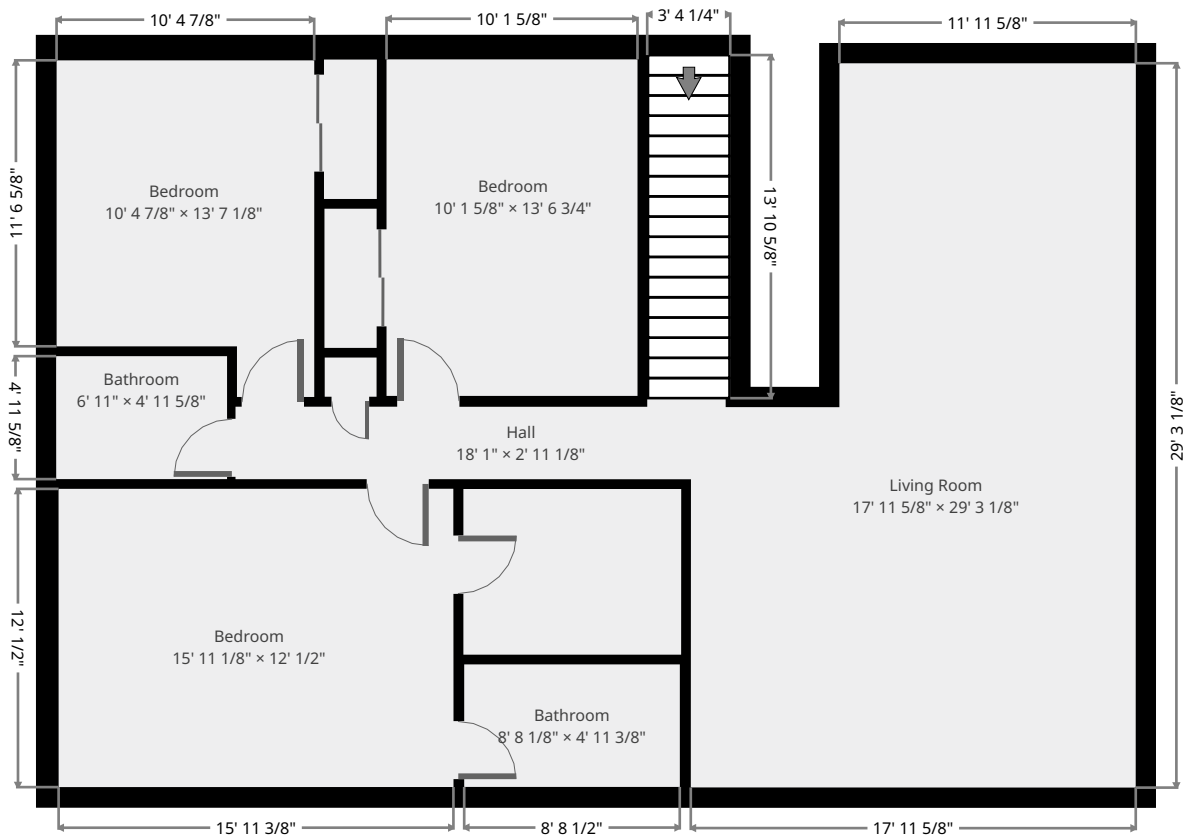 10' 4 7/8"
10' 1 5/8"
3' 4 1/4"
11' 11 5/8"
11' 6 5/8"
Bedroom
10' 4 7/8" × 13' 7 1/8"
Bedroom
10' 1 5/8" × 13' 6 3/4"
13' 10 5/8"
4' 11 5/8"
Bathroom
6' 11" × 4' 11 5/8"
Hall
18' 1" × 2' 11 1/8"
29' 3 1/8"
Living Room
17' 11 5/8" × 29' 3 1/8"
12' 1/2"
Bedroom
15' 11 1/8" × 12' 1/2"
Bathroom
8' 8 1/8" × 4' 11 3/8"
15' 11 3/8"
8' 8 1/2"
17' 11 5/8"